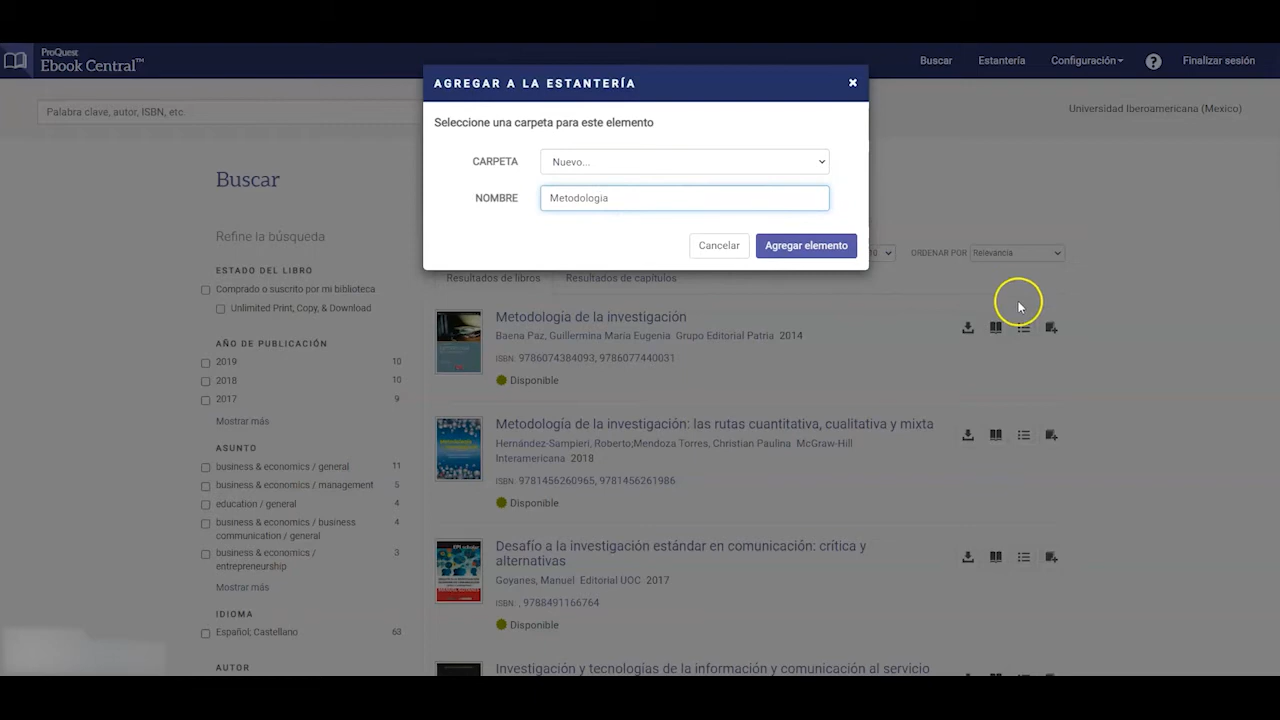 ProQuest
Ebook Central™
Buscar
Estantería
Configuración
?
Finalizar sesión
AGREGAR A LA ESTANTERÍA
×
Palabra clave, autor, ISBN, etc.
Universidad Iberoamericana (Mexico)
Seleccione una carpeta para este elemento
CARPETA
Nuevo...
NOMBRE
Metodologia
Cancelar
Agregar elemento
Buscar
Refine la búsqueda
10
ORDENAR POR
Relevancia
Resultados de libros
Resultados de capítulos
ESTADO DEL LIBRO
Comprado o suscrito por mi biblioteca
Unlimited Print, Copy, & Download
AÑO DE PUBLICACIÓN
2019 10
2018 10
2017 9
Mostrar más
ASUNTO
business & economics / general 11
business & economics / management 5
education / general 4
business & economics / business 4
communication / general
business & economics / 3
entrepreneurship
Mostrar más
IDIOMA
Español; Castellano 63
AUTOR
Metodología de la investigación
Baena Paz, Guillermina María Eugenia Grupo Editorial Patria 2014
ISBN: 9786074384093, 9786077440031
Disponible
Metodología de la investigación: las rutas cuantitativa, cualitativa y mixta
Hernández-Sampieri, Roberto;Mendoza Torres, Christian Paulina McGraw-Hill
Interamericana 2018
ISBN: 9781456260965, 9781456261986
Disponible
Desafío a la investigación estándar en comunicación: crítica y
alternativas
Goyanes, Manuel Editorial UOC 2017
ISBN: , 9788491166764
Disponible
Investigación y tecnologías de la información y comunicación al servicio